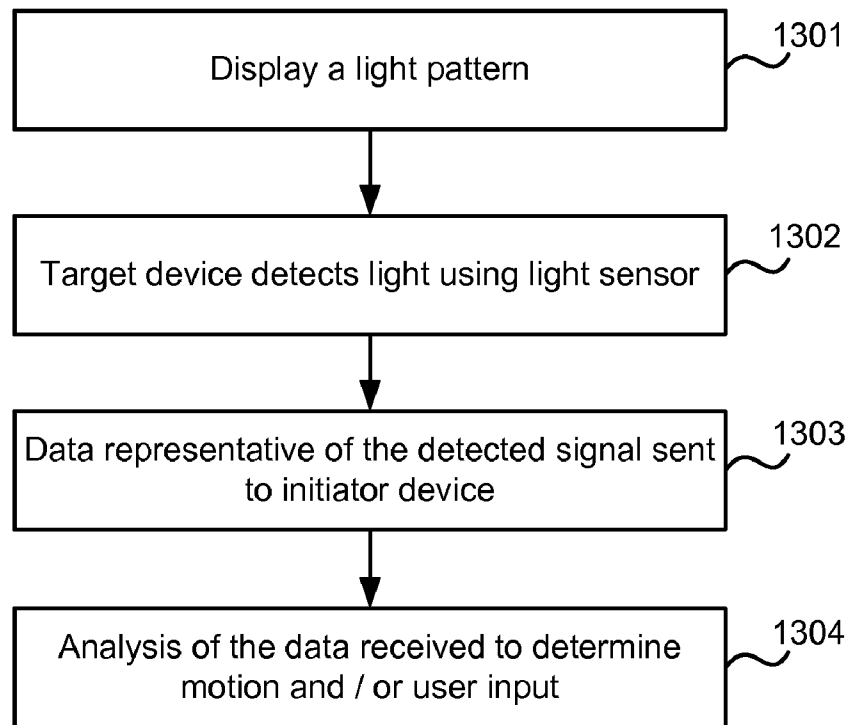 1301
Display a light pattern
1302
Target device detects light using light sensor
1303
Data representative of the detected signal sent
to initiator device
1304
Analysis of the data received to determine
motion and / or user input